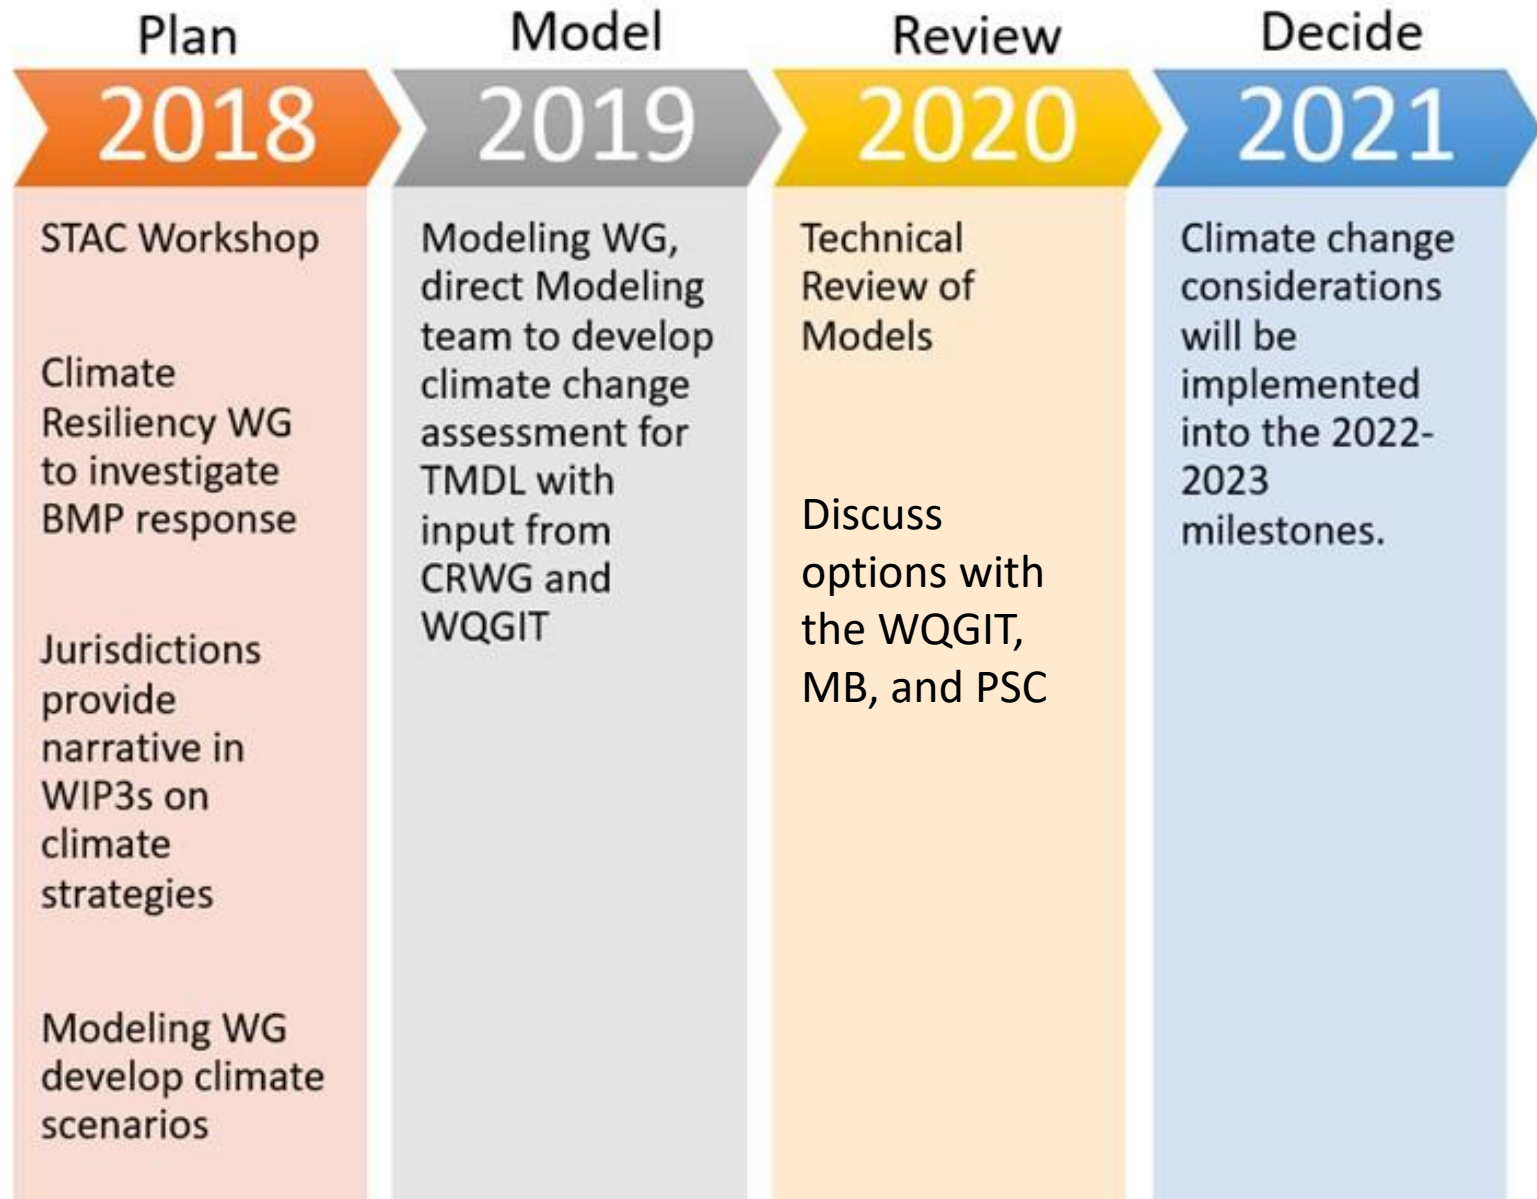 Plan
2018
STAC Workshop
Climate
Resiliency WG
to investigate
BMP response
Jurisdictions
provide
narrative in
WIP3s on
climate
strategies
Modeling WG
develop climate
scenarios
Model
2019
Modeling WG,
direct Modeling
team to develop
climate change
assessment for
TMDL with
input from
CRWG and
WQGIT
Review
2020
Technical
Review of
Models
Discuss
options with
the WQGIT,
MB, and PSC
Decide
2021
Climate change
considerations
will be
implemented
into the 2022-
2023
milestones.